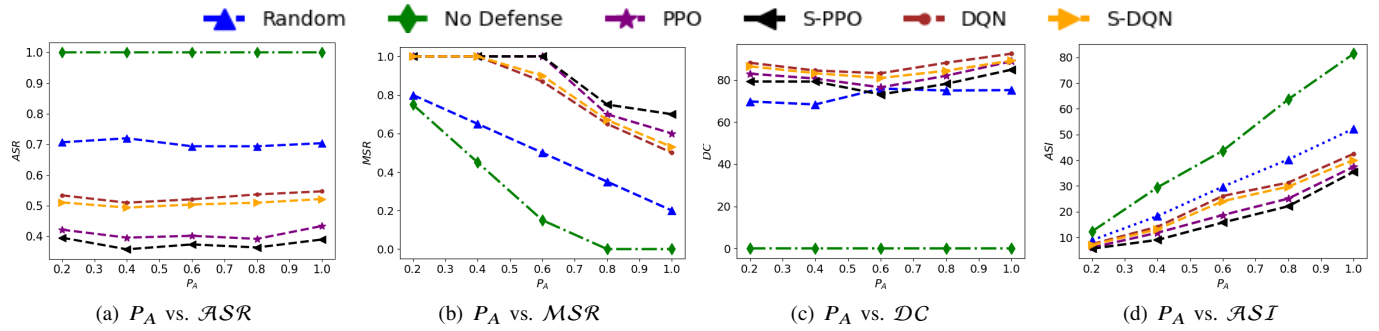 Random No Defense PPO S-PPO DQN S-DQN
1.0
0.9
0.8
0.7
0.6
0.5
0.4
ASR
0.2 0.3 0.4 0.5 0.6 0.7 0.8 0.9 1.0
P_A
(a) P_A vs. ASR
1.0
0.8
0.6
0.4
0.2
0.0
MSR
0.2 0.3 0.4 0.5 0.6 0.7 0.8 0.9 1.0
P_A
(b) P_A vs. MSR
80
60
40
20
0
DC
0.2 0.3 0.4 0.5 0.6 0.7 0.8 0.9 1.0
P_A
(c) P_A vs. DC
80
70
60
50
40
30
20
10
ASI
0.2 0.3 0.4 0.5 0.6 0.7 0.8 0.9 1.0
P_A
(d) P_A vs. ASI